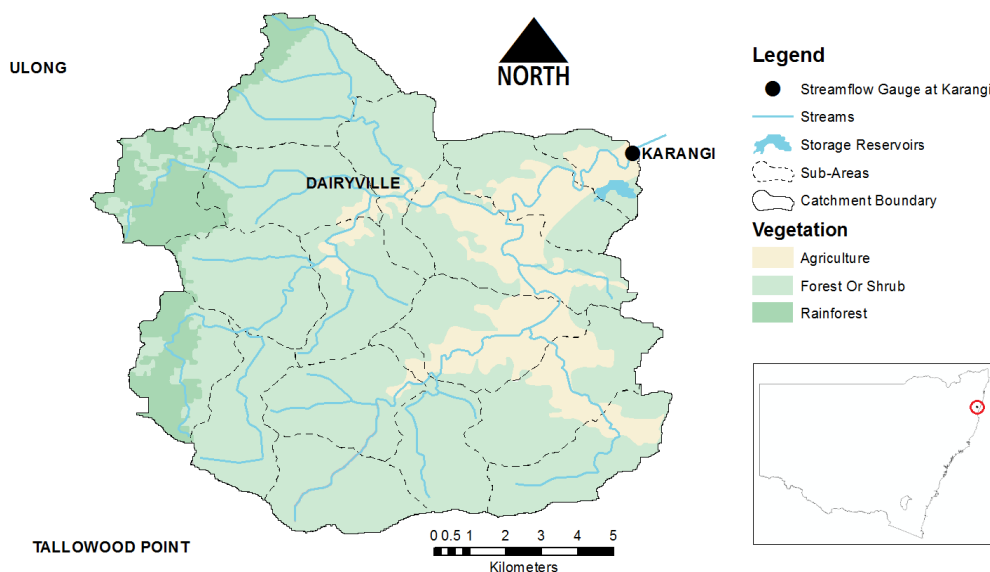 ULONG
NORTH
KARANGI
DAIRYVILLE
TALLOWOOD POINT
0 0.5 1 2 3 4 5
Kilometers
Legend
Streamflow Gauge at Karangi
Streams
Storage Reservoirs
Sub-Areas
Catchment Boundary
Vegetation
Agriculture
Forest Or Shrub
Rainforest